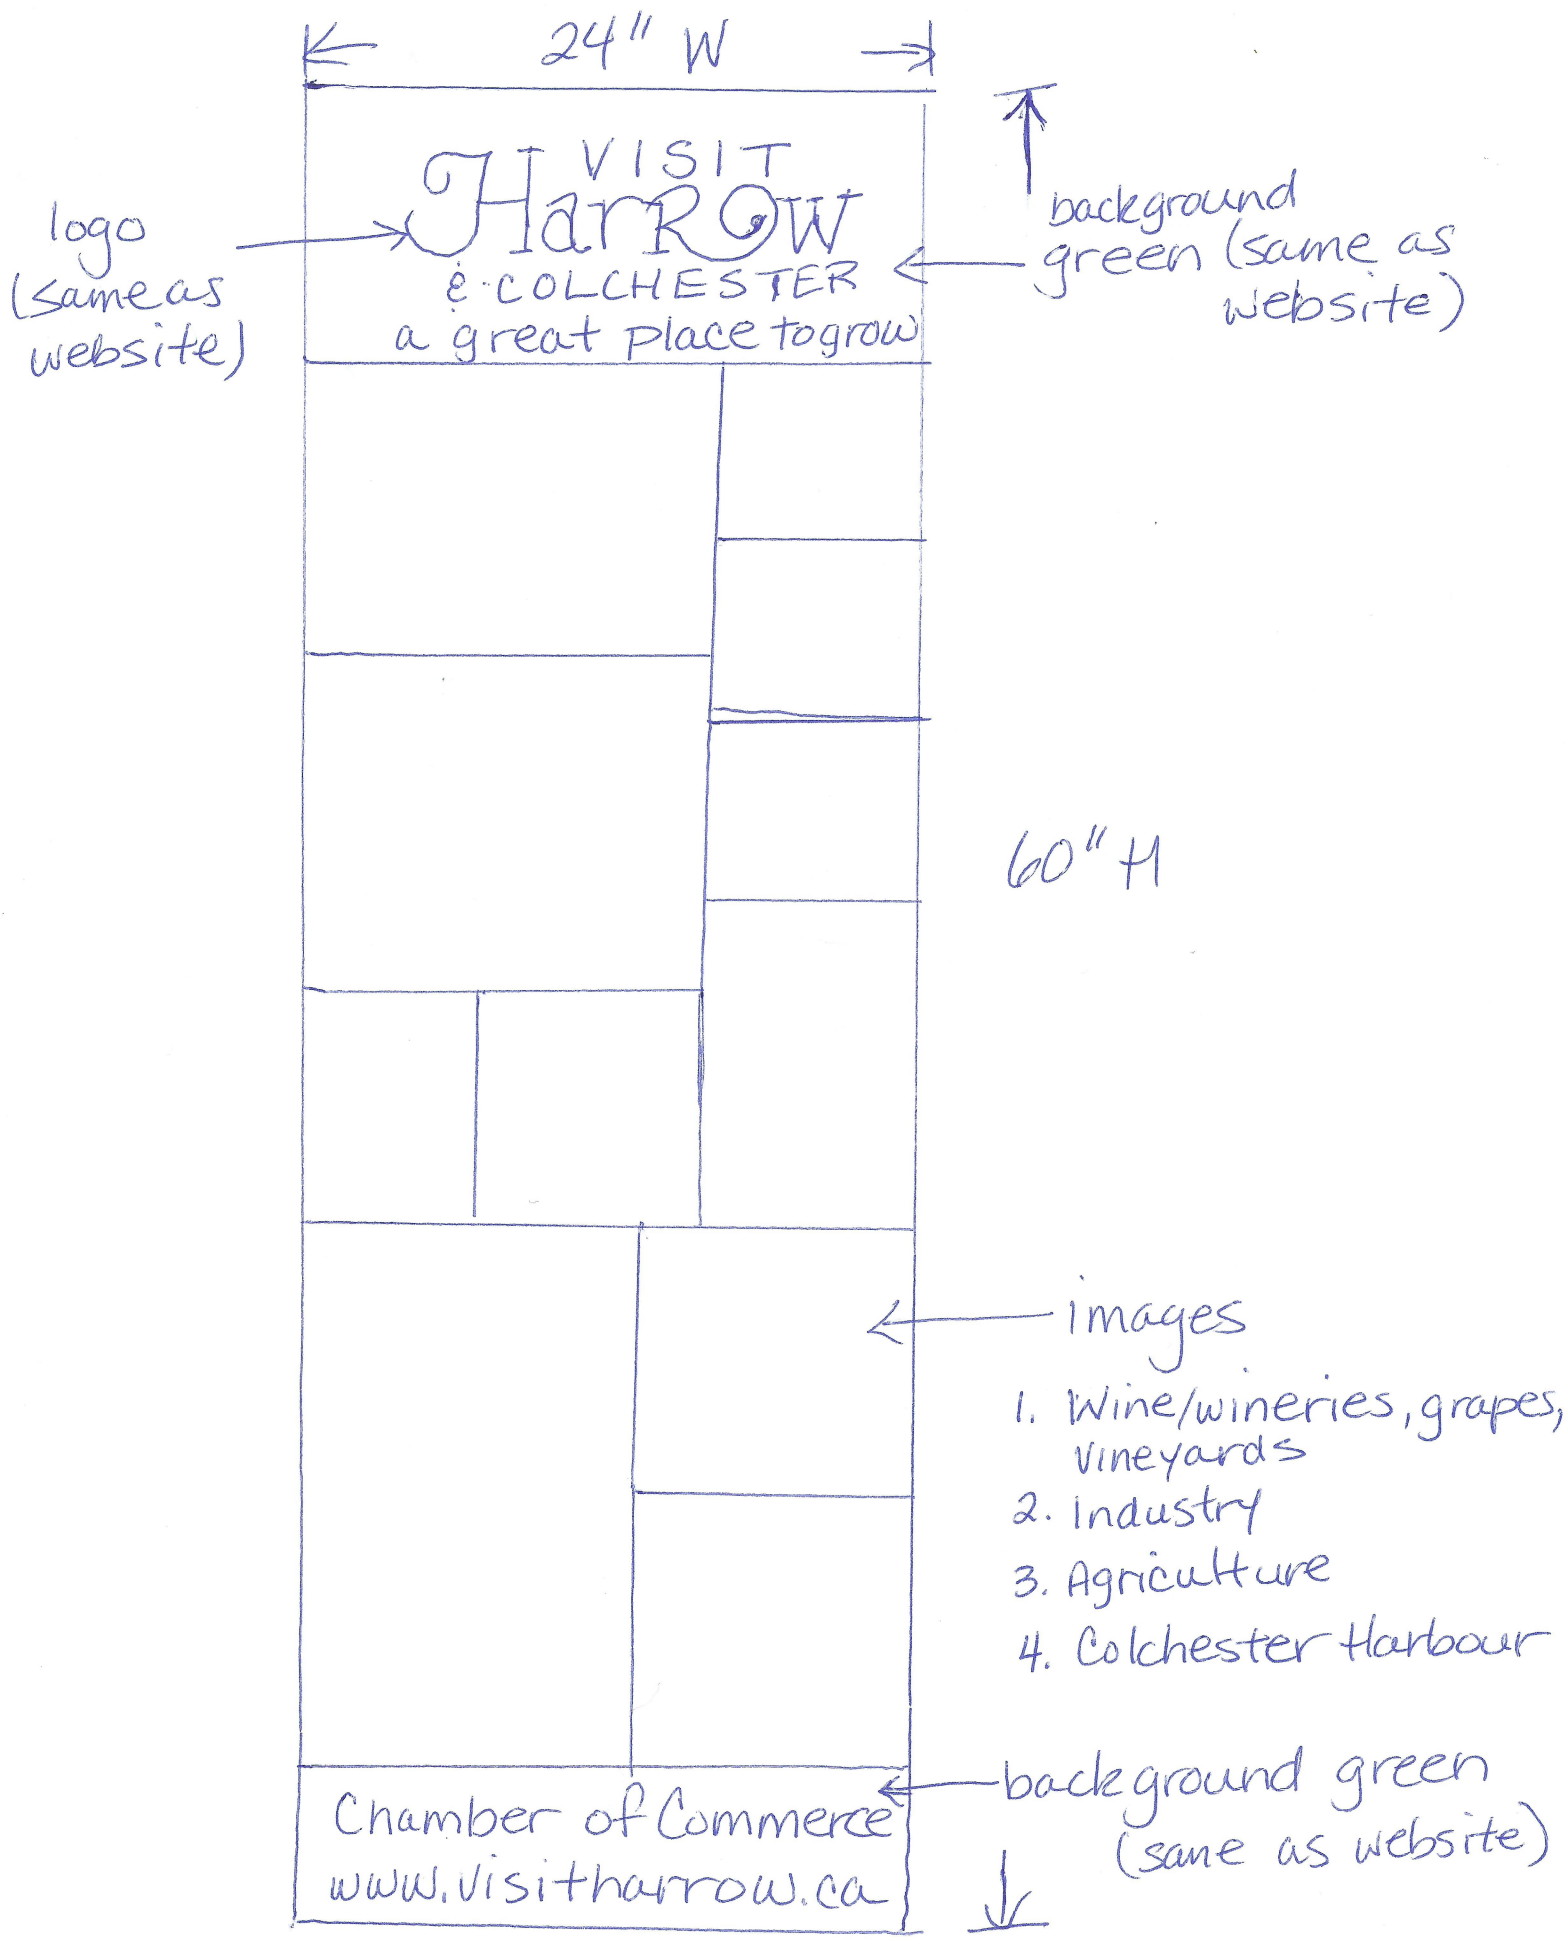 24" W
VISIT
HarRow
& COLCHESTER
a great place to grow
logo
(same as
website)
background
green (same as
website)
60" H
images
1. Wine/wineries, grapes,
vineyards
2. Industry
3. Agriculture
4. Colchester Harbour
background green
(same as website)
Chamber of Commerce
www.visitharrow.ca